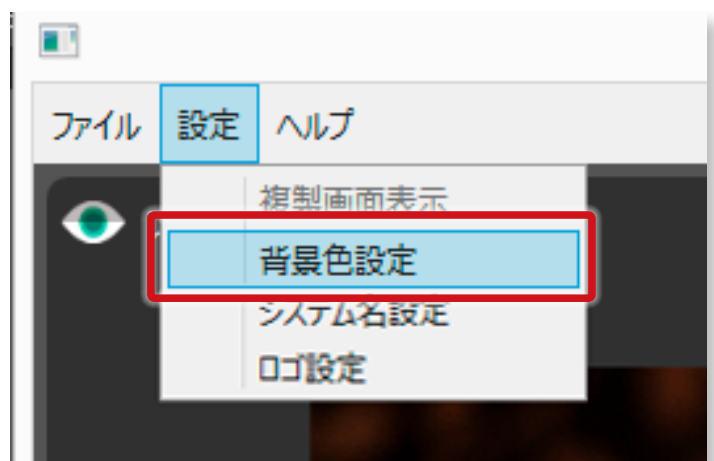 ファイル 設定 ヘルプ
複製画面表示
背景色設定
システム名設定
ロゴ設定